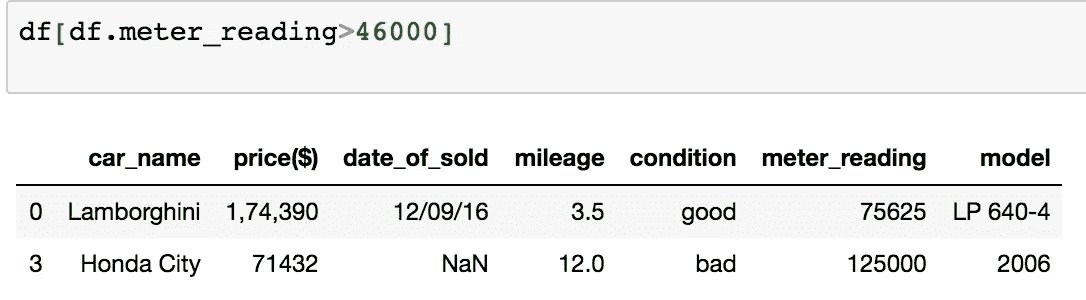 df[df.meter_reading>46000]
car_name price($) date_of_sold mileage condition meter_reading model
0 Lamborghini 1,74,390 12/09/16 3.5 good 75625 LP 640-4
3 Honda City 71432 NaN 12.0 bad 125000 2006